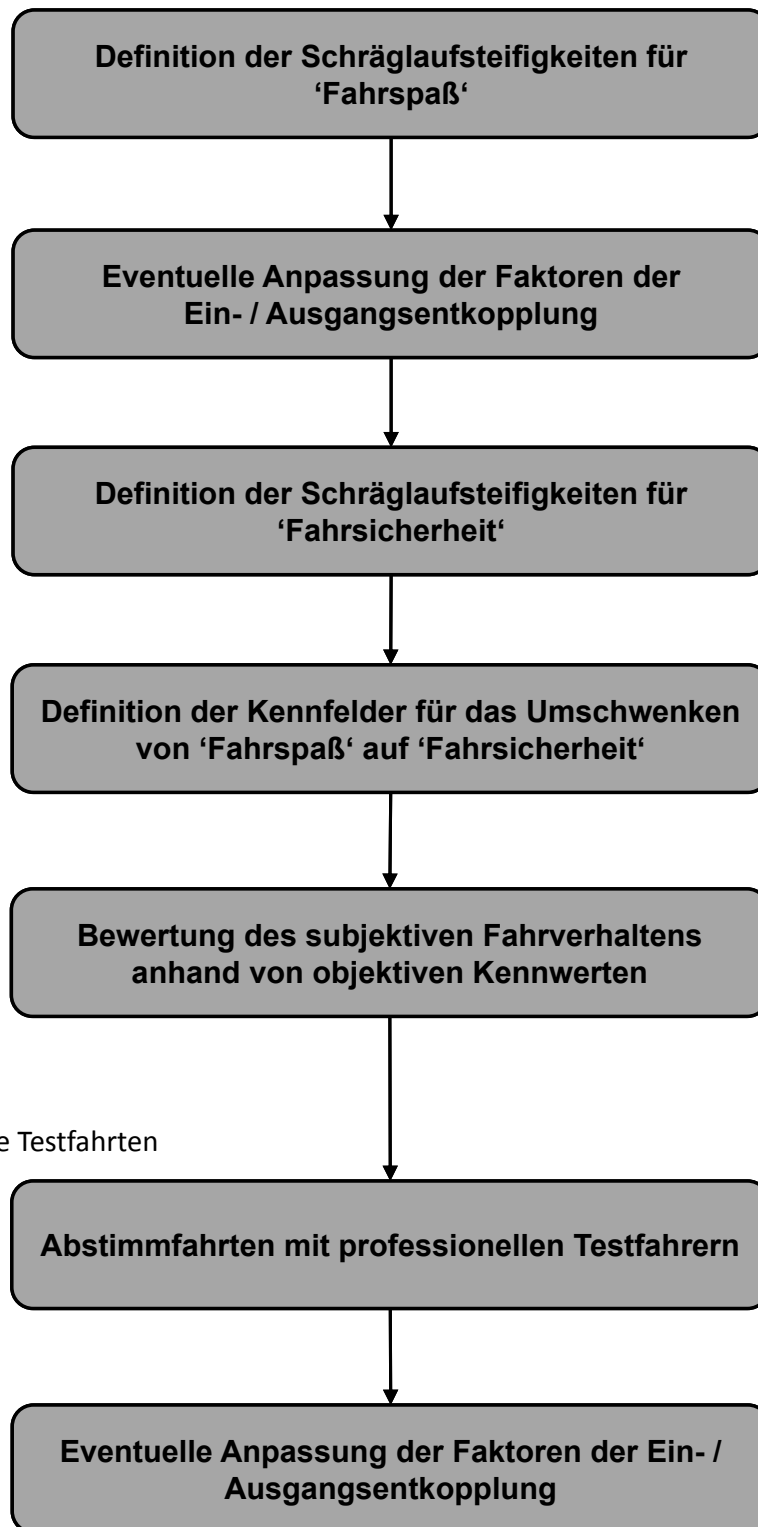 Definition der Schräglaufsteifigkeiten für
‘Fahrspaß‘
Eventuelle Anpassung der Faktoren der
Ein- / Ausgangsentkopplung
Definition der Schräglaufsteifigkeiten für
‘Fahrsicherheit‘
Definition der Kennfelder für das Umschwenken
von ‘Fahrspaß‘ auf ‘Fahrsicherheit‘
Bewertung des subjektiven Fahrverhaltens
anhand von objektiven Kennwerten
e Testfahrten
Abstimmfahrten mit professionellen Testfahrern
Eventuelle Anpassung der Faktoren der Ein- /
Ausgangsentkopplung